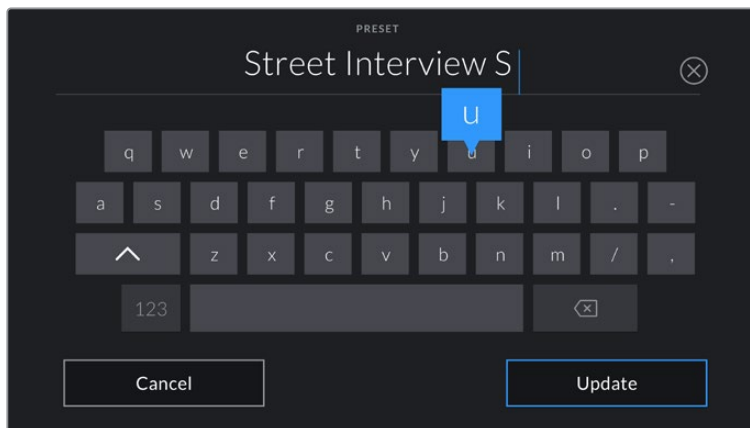 PRESET
Street Interview S
u
q w e r t y u i o p
a s d f g h j k l . -
z x c v b n m / ,
123
Cancel Update